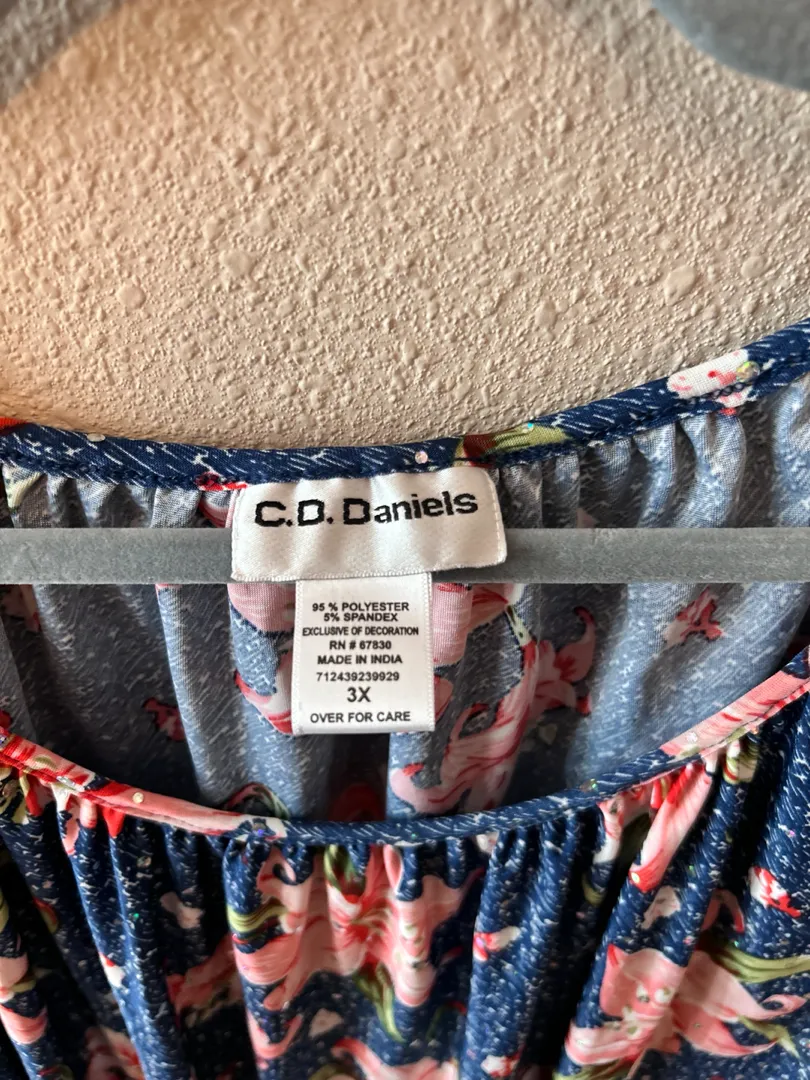 C.D. Daniels
95 % POLYESTER
5% SPANDEX
EXCLUSIVE OF DECORATION
RN # 67830
MADE IN INDIA
712439239929
3X
OVER FOR CARE